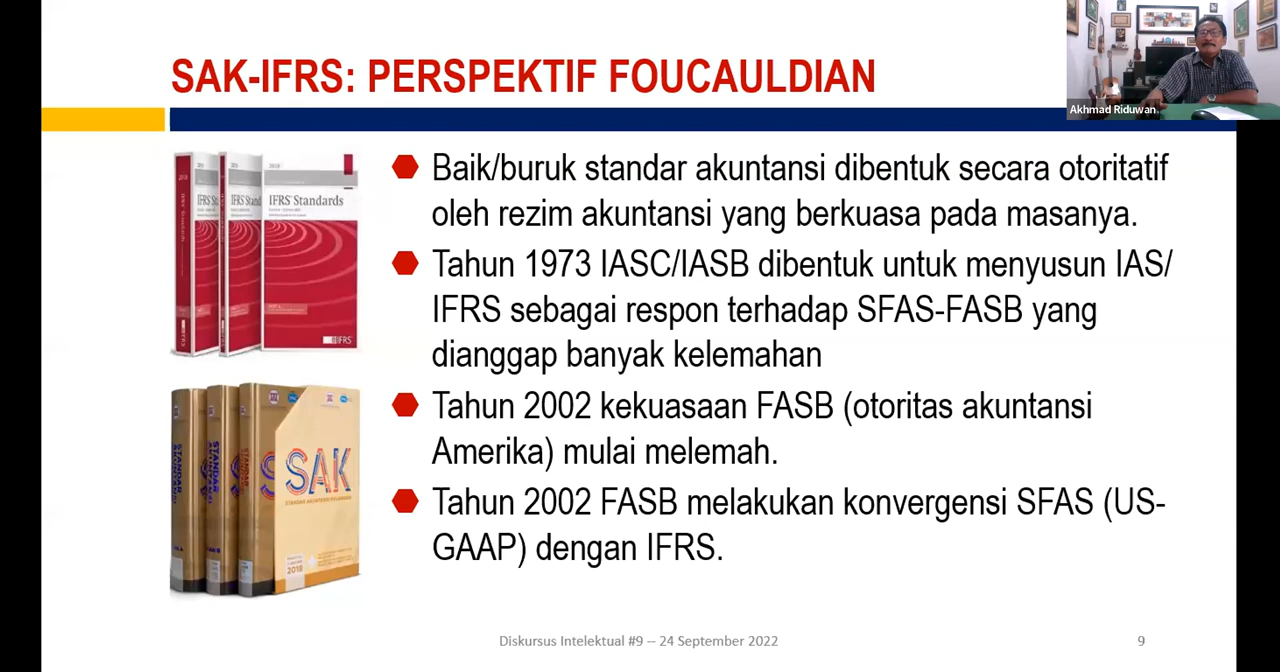 SAK-IFRS: PERSPEKTIF FOUCAULDIAN
Akhmad Riduwan
Baik/buruk standar akuntansi dibentuk secara otoritatif
oleh rezim akuntansi yang berkuasa pada masanya.
Tahun 1973 IASC/IASB dibentuk untuk menyusun IAS/
IFRS sebagai respon terhadap SFAS-FASB yang
dianggap banyak kelemahan
Tahun 2002 kekuasaan FASB (otoritas akuntansi
Amerika) mulai melemah.
Tahun 2002 FASB melakukan konvergensi SFAS (US-
GAAP) dengan IFRS.
IFRS Standards
IFRS
SAK
STANDAR AKUNTANSI KEUANGAN
2018
Diskursus Intelektual #9 -- 24 September 2022
9